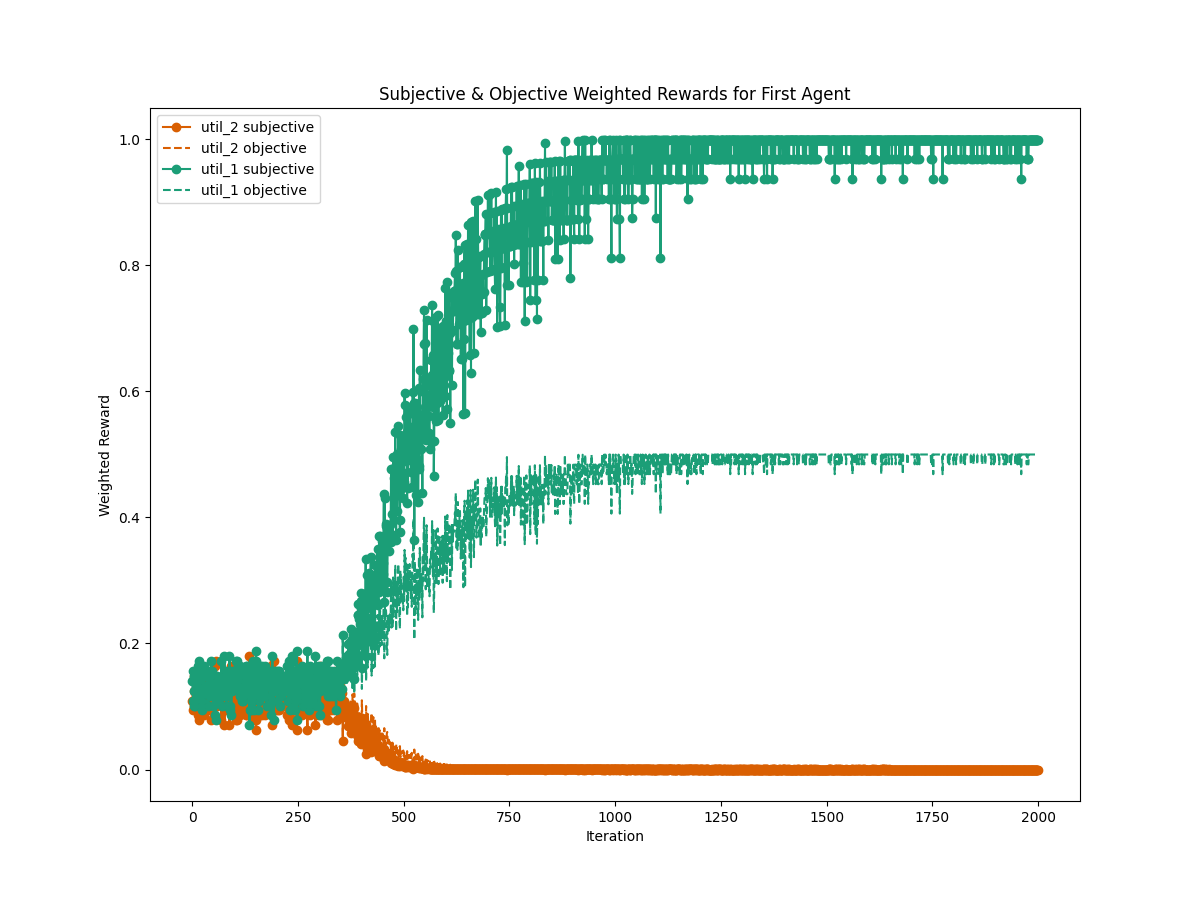 Subjective & Objective Weighted Rewards for First Agent
util_2 subjective
util_2 objective
util_1 subjective
util_1 objective
1.0
0.8
0.6
0.4
0.2
0.0
Weighted Reward
0 250 500 750 1000 1250 1500 1750 2000
Iteration